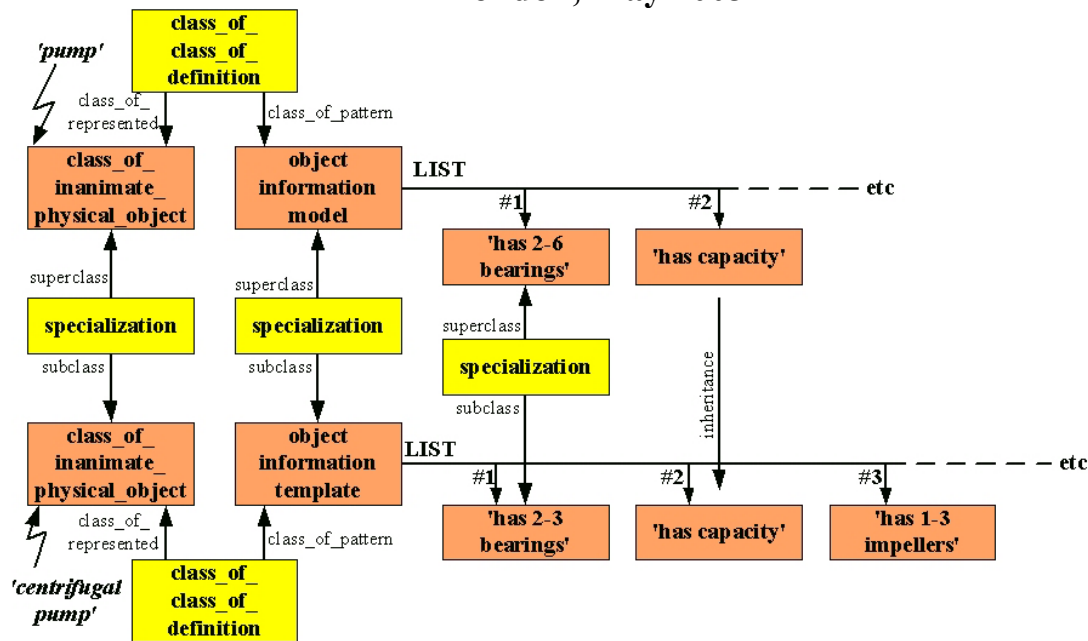 class_of_
class_of_
definition
'pump'
class_of_
represented
class_of_pattern
class_of_
inanimate_
physical_object
object
information
model
LIST
#1
#2
etc
'has 2-6
bearings'
'has capacity'
superclass
superclass
specialization
specialization
superclass
specialization
subclass
subclass
subclass
inheritance
class_of_
inanimate_
physical_object
object
information
template
LIST
#1
#2
#3
etc
'has 2-3
bearings'
'has capacity'
'has 1-3
impellers'
class_of_
represented
class_of_pattern
'centrifugal
pump'
class_of_
class_of_
definition